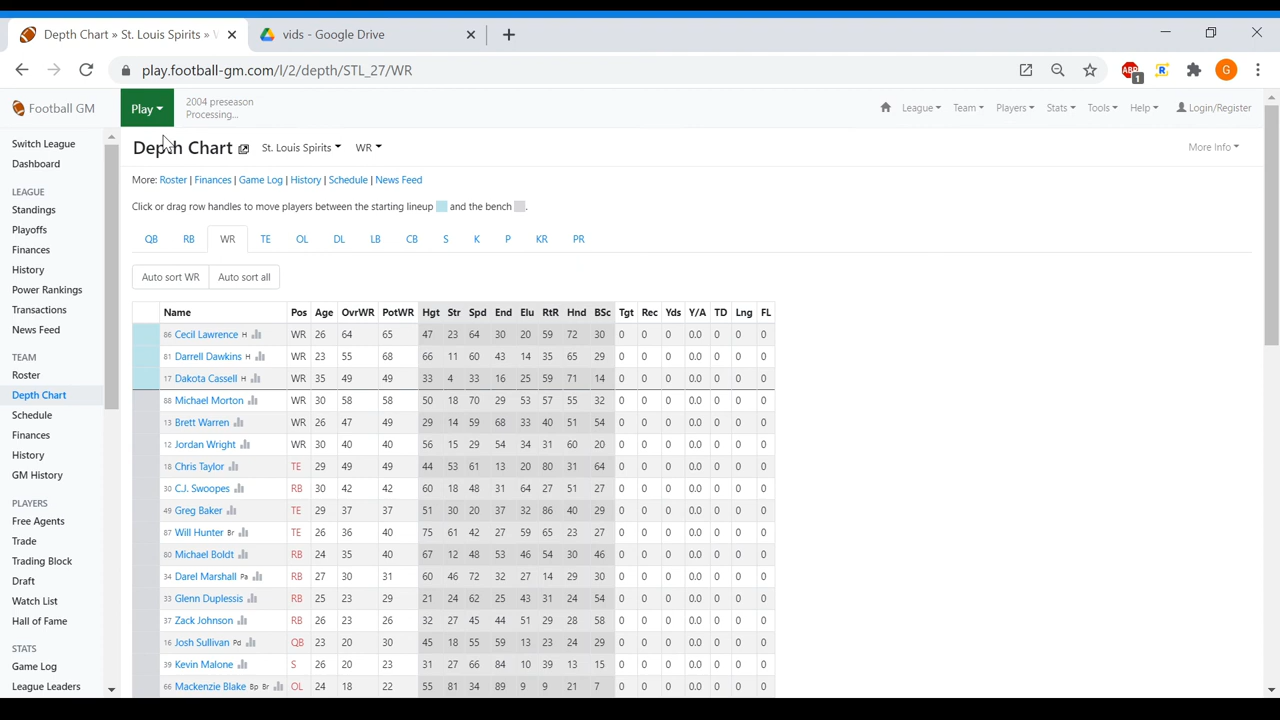 Depth Chart » St. Louis Spirits » W
vids - Google Drive
play.football-gm.com/l/2/depth/STL_27/WR
ABP 1 R G
Football GM
Play
2004 preseason
Processing...
League Team Players Stats Tools Help Login/Register
Switch League
Dashboard
LEAGUE
Standings
Playoffs
Finances
History
Power Rankings
Transactions
News Feed
TEAM
Roster
Depth Chart
Schedule
Finances
History
GM History
PLAYERS
Free Agents
Trade
Trading Block
Draft
Watch List
Hall of Fame
STATS
Game Log
League Leaders
Depth Chart St. Louis Spirits WR More Info
More: Roster | Finances | Game Log | History | Schedule | News Feed
Click or drag row handles to move players between the starting lineup and the bench .
QB RB WR TE OL DL LB CB S K P KR PR
Auto sort WR Auto sort all
Name Pos Age OvrWR PotWR Hgt Str Spd End Elu RtR Hnd BSc Tgt Rec Yds Y/A TD Lng FL
86 Cecil Lawrence H WR 26 64 65 47 23 64 30 20 59 72 30 0 0 0 0.0 0 0 0
81 Darrell Dawkins H WR 23 55 68 66 11 60 43 14 35 65 29 0 0 0 0.0 0 0 0
17 Dakota Cassell H WR 35 49 49 33 4 33 16 25 59 71 14 0 0 0 0.0 0 0 0
88 Michael Morton WR 30 58 58 50 18 70 29 53 57 55 32 0 0 0 0.0 0 0 0
13 Brett Warren WR 26 47 49 29 14 59 68 33 40 51 54 0 0 0 0.0 0 0 0
12 Jordan Wright WR 30 40 40 56 15 29 54 34 31 60 20 0 0 0 0.0 0 0 0
18 Chris Taylor TE 29 49 49 44 53 61 13 20 80 31 64 0 0 0 0.0 0 0 0
30 C.J. Swoopes RB 30 42 42 60 18 48 31 64 27 51 27 0 0 0 0.0 0 0 0
49 Greg Baker TE 29 37 37 51 30 20 37 32 86 40 29 0 0 0 0.0 0 0 0
87 Will Hunter Br TE 26 36 40 75 61 42 27 59 65 23 27 0 0 0 0.0 0 0 0
80 Michael Boldt RB 24 35 40 67 12 48 53 46 54 30 46 0 0 0 0.0 0 0 0
34 Darel Marshall Pa RB 27 30 31 60 46 72 32 27 14 29 30 0 0 0 0.0 0 0 0
33 Glenn Duplessis RB 25 23 29 21 24 62 25 43 31 24 54 0 0 0 0.0 0 0 0
37 Zack Johnson RB 26 23 26 32 27 45 44 51 29 28 58 0 0 0 0.0 0 0 0
16 Josh Sullivan Pd QB 23 20 30 45 18 55 59 13 23 24 29 0 0 0 0.0 0 0 0
39 Kevin Malone S 26 20 23 31 27 66 84 10 39 13 15 0 0 0 0.0 0 0 0
66 Mackenzie Blake Bp Br OL 24 18 22 55 81 34 89 9 9 21 7 0 0 0 0.0 0 0 0